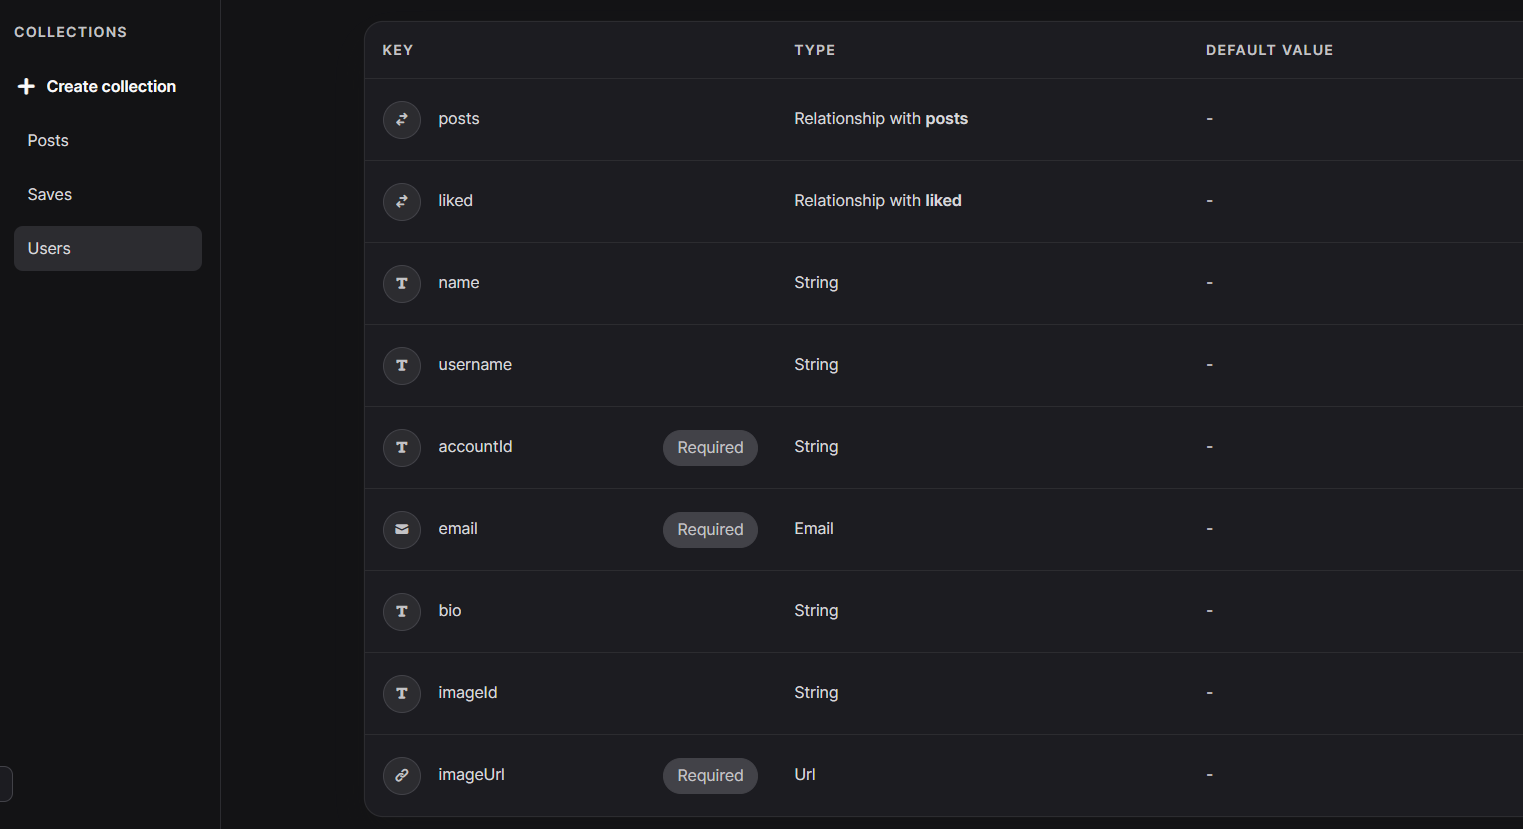 COLLECTIONS
Create collection
Posts
Saves
Users
KEY TYPE DEFAULT VALUE
posts Relationship with posts -
liked Relationship with liked -
name String -
username String -
accountId Required String -
email Required Email -
bio String -
imageId String -
imageUrl Required Url -